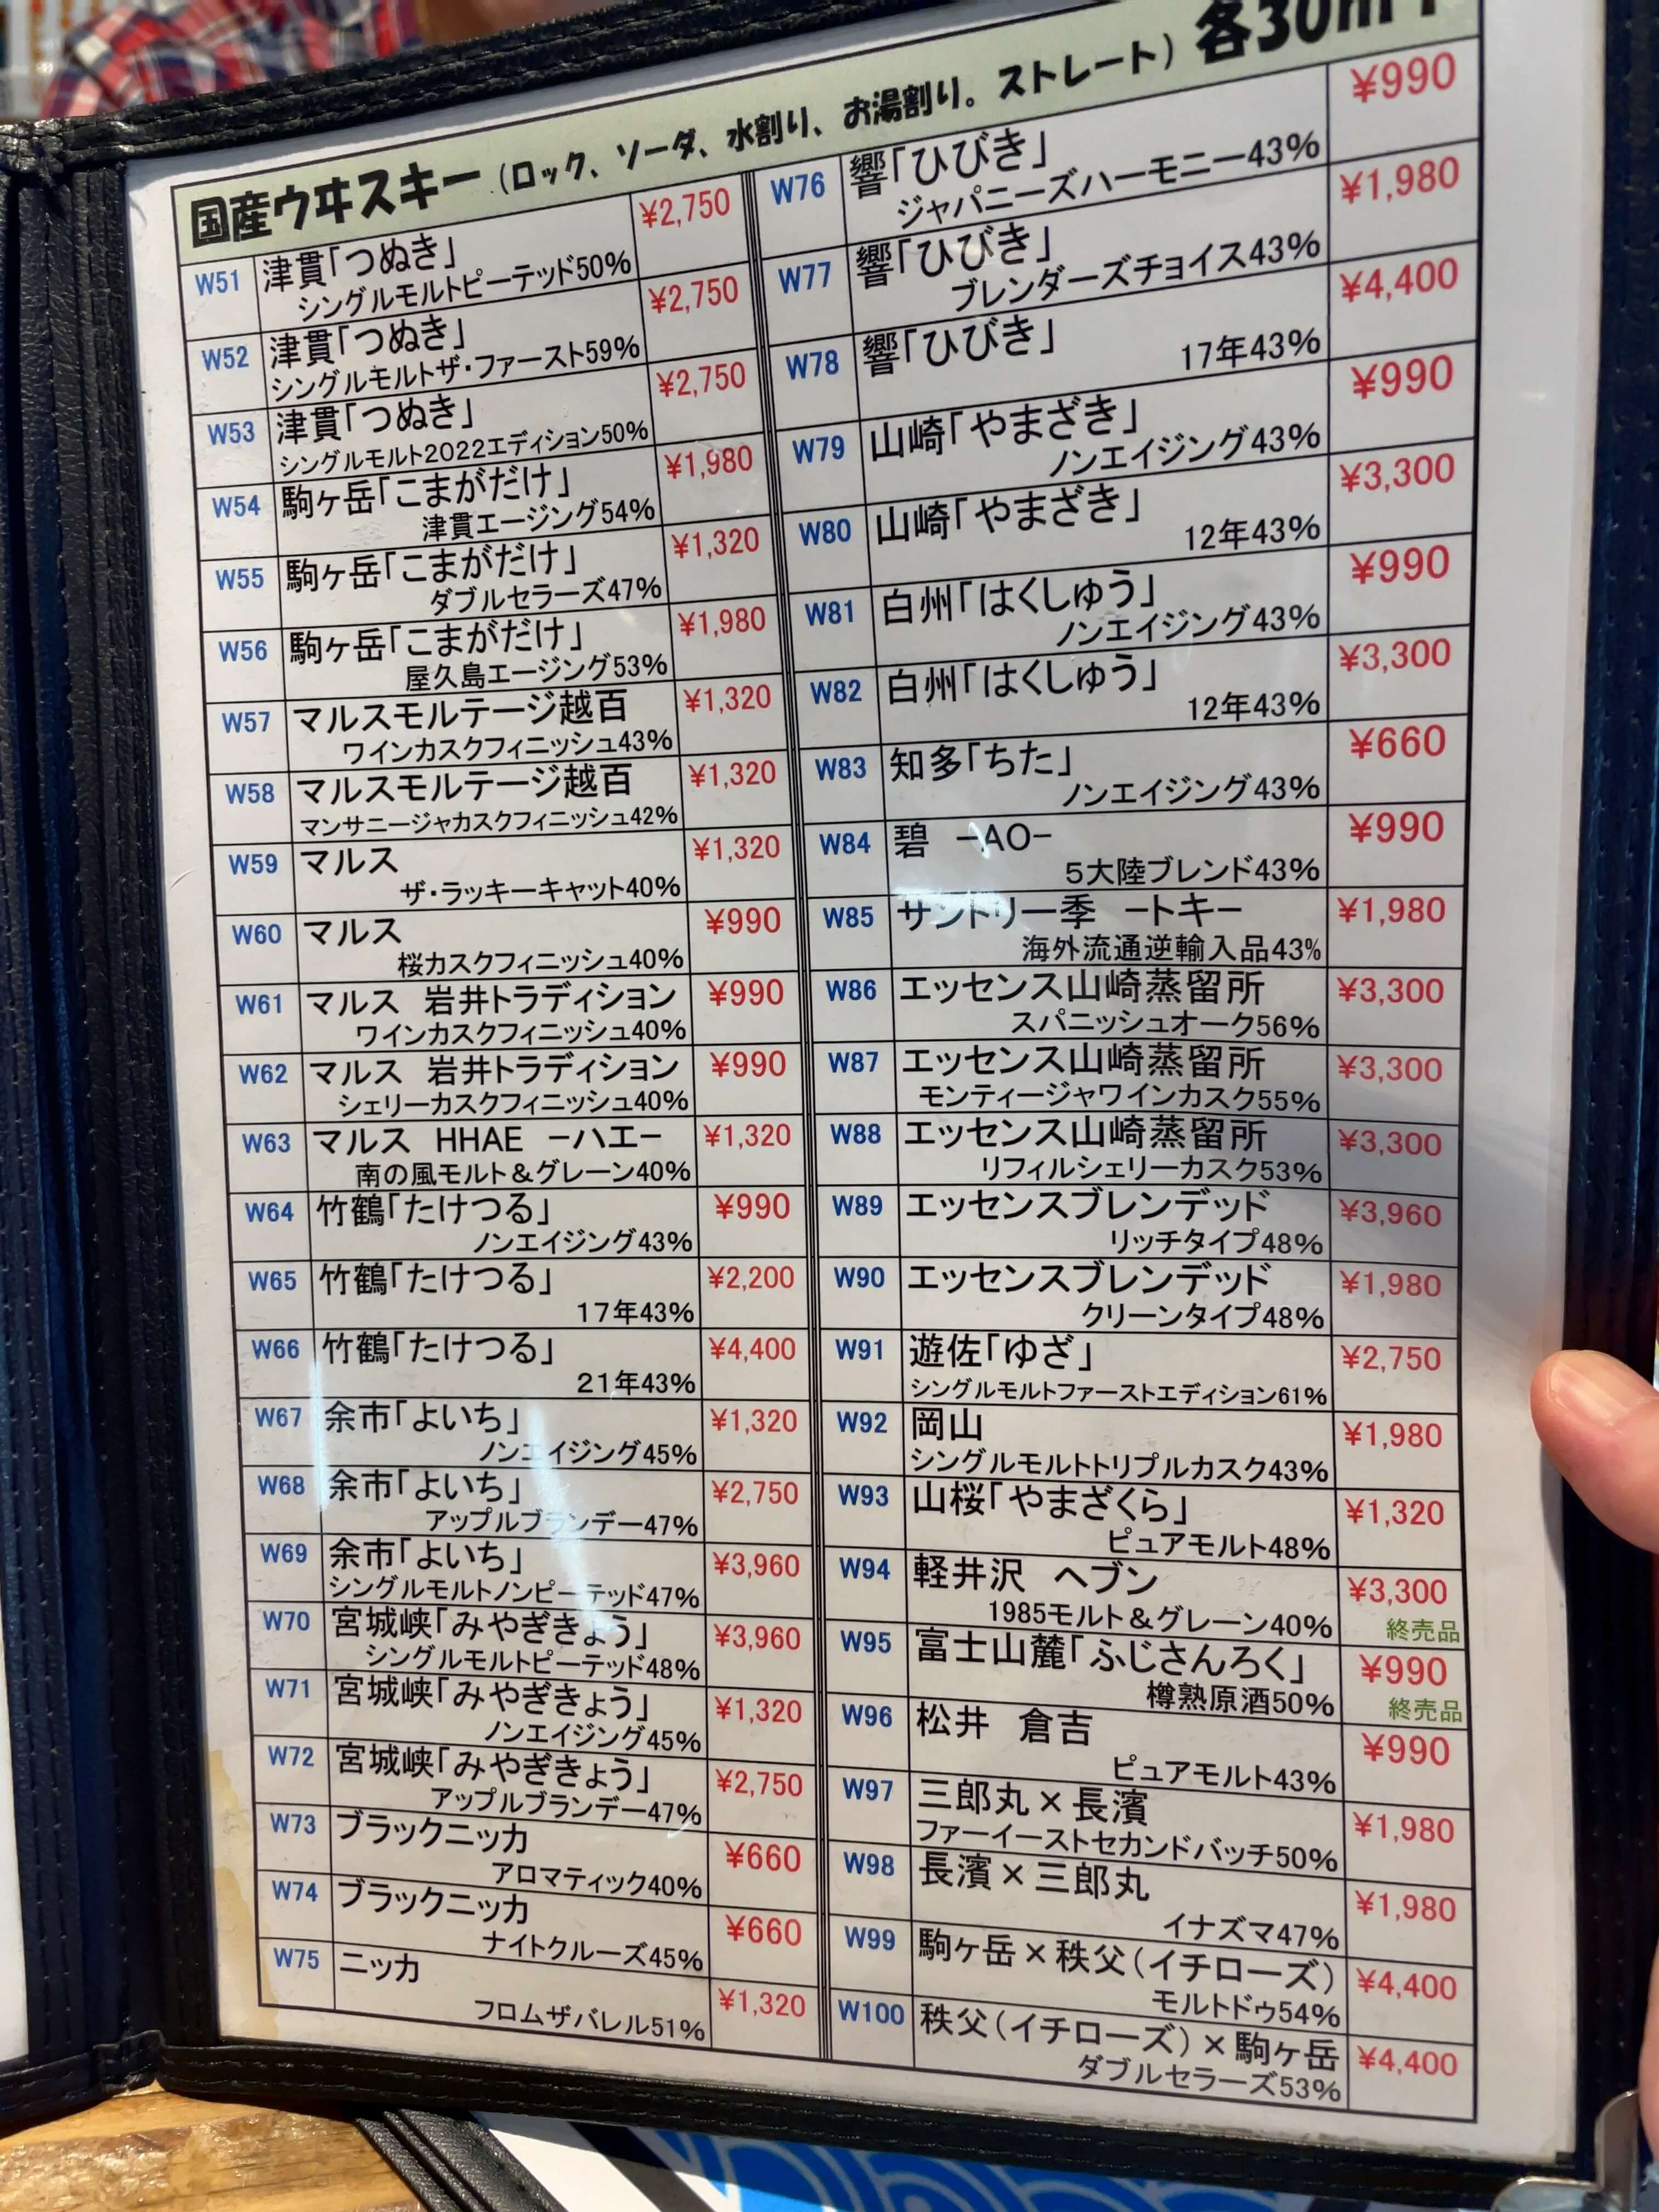 国産ウヰスキー（ロック、ソーダ、水割り、お湯割り。ストレート）各30ml
W51 津貫「つぬき」 ¥2,750
シングルモルトピーテッド50%
W52 津貫「つぬき」 ¥2,750
シングルモルトザ・ファースト59%
W53 津貫「つぬき」 ¥2,750
シングルモルト2022エディション50%
W54 駒ヶ岳「こまがだけ」 ¥1,980
津貫エージング54%
W55 駒ヶ岳「こまがだけ」 ¥1,320
ダブルセラーズ47%
W56 駒ヶ岳「こまがだけ」 ¥1,980
屋久島エージング53%
W57 マルスモルテージ越百 ¥1,320
ワインカスクフィニッシュ43%
W58 マルスモルテージ越百 ¥1,320
マンサニージャカスクフィニッシュ42%
W59 マルス ¥1,320
ザ・ラッキーキャット40%
W60 マルス ¥990
桜カスクフィニッシュ40%
W61 マルス 岩井トラディション ¥990
ワインカスクフィニッシュ40%
W62 マルス 岩井トラディション ¥990
シェリーカスクフィニッシュ40%
W63 マルス HHAE −ハエ− ¥1,320
南の風モルト＆グレーン40%
W64 竹鶴「たけつる」 ¥990
ノンエイジング43%
W65 竹鶴「たけつる」 ¥2,200
17年43%
W66 竹鶴「たけつる」 ¥4,400
21年43%
W67 余市「よいち」 ¥1,320
ノンエイジング45%
W68 余市「よいち」 ¥2,750
アップルブランデー47%
W69 余市「よいち」 ¥3,960
シングルモルトノンピーテッド47%
W70 宮城峡「みやぎきょう」 ¥3,960
シングルモルトピーテッド48%
W71 宮城峡「みやぎきょう」 ¥1,320
ノンエイジング45%
W72 宮城峡「みやぎきょう」 ¥2,750
アップルブランデー47%
W73 ブラックニッカ ¥660
アロマティック40%
W74 ブラックニッカ ¥660
ナイトクルーズ45%
W75 ニッカ ¥1,320
フロムザバレル51%
W76 響「ひびき」 ¥990
ジャパニーズハーモニー43%
W77 響「ひびき」 ¥1,980
ブレンダーズチョイス43%
W78 響「ひびき」 ¥4,400
17年43%
W79 山崎「やまざき」 ¥990
ノンエイジング43%
W80 山崎「やまざき」 ¥3,300
12年43%
W81 白州「はくしゅう」 ¥990
ノンエイジング43%
W82 白州「はくしゅう」 ¥3,300
12年43%
W83 知多「ちた」 ¥660
ノンエイジング43%
W84 碧 −AO− ¥990
5大陸ブレンド43%
W85 サントリー季 −トキ− ¥1,980
海外流通逆輸入品43%
W86 エッセンス山崎蒸留所 ¥3,300
スパニッシュオーク56%
W87 エッセンス山崎蒸留所 ¥3,300
モンティージャワインカスク55%
W88 エッセンス山崎蒸留所 ¥3,300
リフィルシェリーカスク53%
W89 エッセンスブレンデッド ¥3,960
リッチタイプ48%
W90 エッセンスブレンデッド ¥1,980
クリーンタイプ48%
W91 遊佐「ゆざ」 ¥2,750
シングルモルトファーストエディション61%
W92 岡山 ¥1,980
シングルモルトトリプルカスク43%
W93 山桜「やまざくら」 ¥1,320
ピュアモルト48%
W94 軽井沢 ヘブン ¥3,300
1985モルト＆グレーン40% 終売品
W95 富士山麓「ふじさんろく」 ¥990
樽熟原酒50% 終売品
W96 松井 倉吉 ¥990
ピュアモルト43%
W97 三郎丸×長濱 ¥1,980
ファーイーストセカンドバッチ50%
W98 長濱×三郎丸 ¥1,980
イナズマ47%
W99 駒ヶ岳×秩父（イチローズ） ¥4,400
モルトドゥ54%
W100 秩父（イチローズ）×駒ヶ岳 ¥4,400
ダブルセラーズ53%